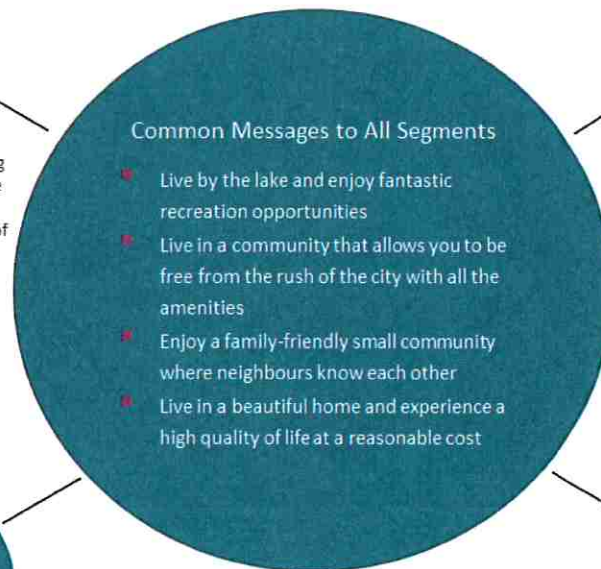 Common Messages to All Segments
Live by the lake and enjoy fantastic
recreation opportunities
Live in a community that allows you to be
free from the rush of the city with all the
amenities
Enjoy a family-friendly small community
where neighbours know each other
Live in a beautiful home and experience a
high quality of life at a reasonable cost